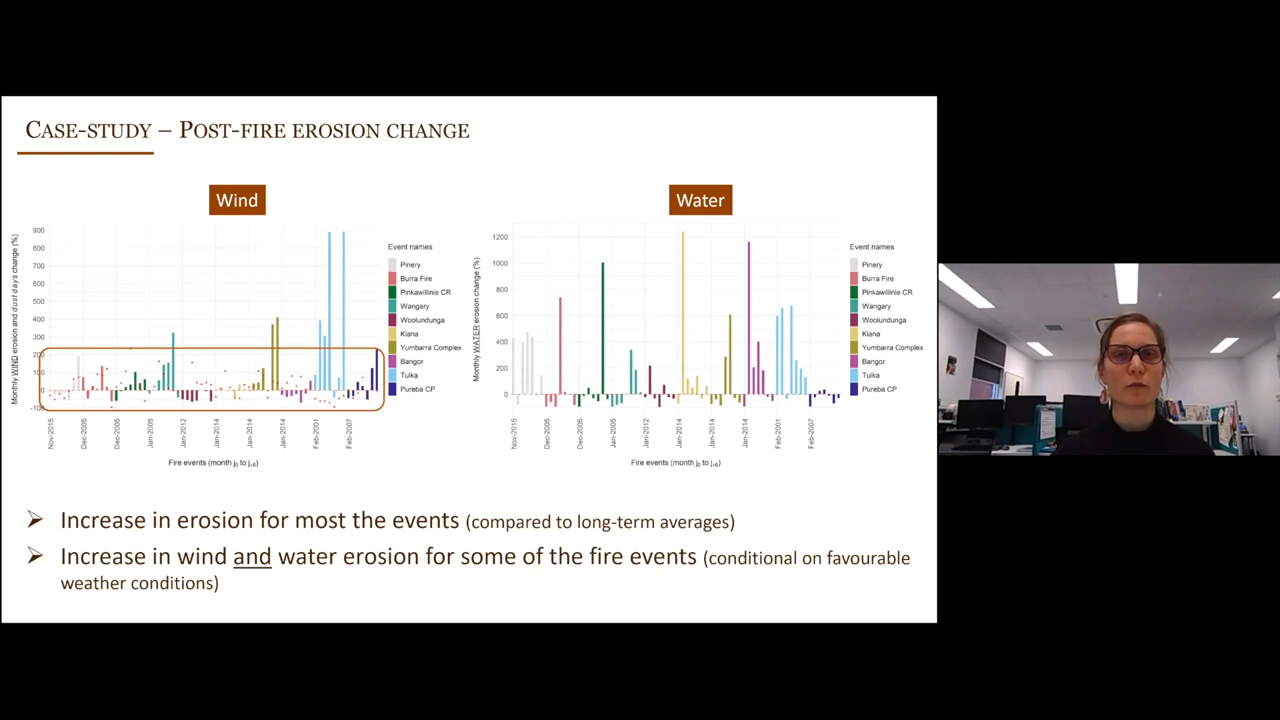 CASE-STUDY – POST-FIRE EROSION CHANGE
Wind
Water
Monthly WIND erosion and dust days change (%)
900
800
700
600
500
400
300
200
100
0
-100
Nov-2015
Dec-2005
Dec-2005
Jan-2006
Jan-2012
Jan-2014
Jan-2014
Jan-2014
Feb-2001
Feb-2007
Fire events (month j0 to j+6)
Event names
Pinery
Burra Fire
Pinkawillinie CR
Wangary
Woolundunga
Kiana
Yumbarra Complex
Bangor
Tulka
Pureba CP
Monthly WATER erosion change (%)
1200
1000
800
600
400
200
0
Nov-2015
Dec-2005
Dec-2005
Jan-2005
Jan-2012
Jan-2014
Jan-2014
Jan-2014
Feb-2001
Feb-2007
Fire events (month j0 to j+6)
Event names
Pinery
Burra Fire
Pinkawillinie CR
Wangary
Woolundunga
Kiana
Yumbarra Complex
Bangor
Tulka
Pureba CP
➢ Increase in erosion for most the events (compared to long-term averages)
➢ Increase in wind and water erosion for some of the fire events (conditional on favourable
weather conditions)